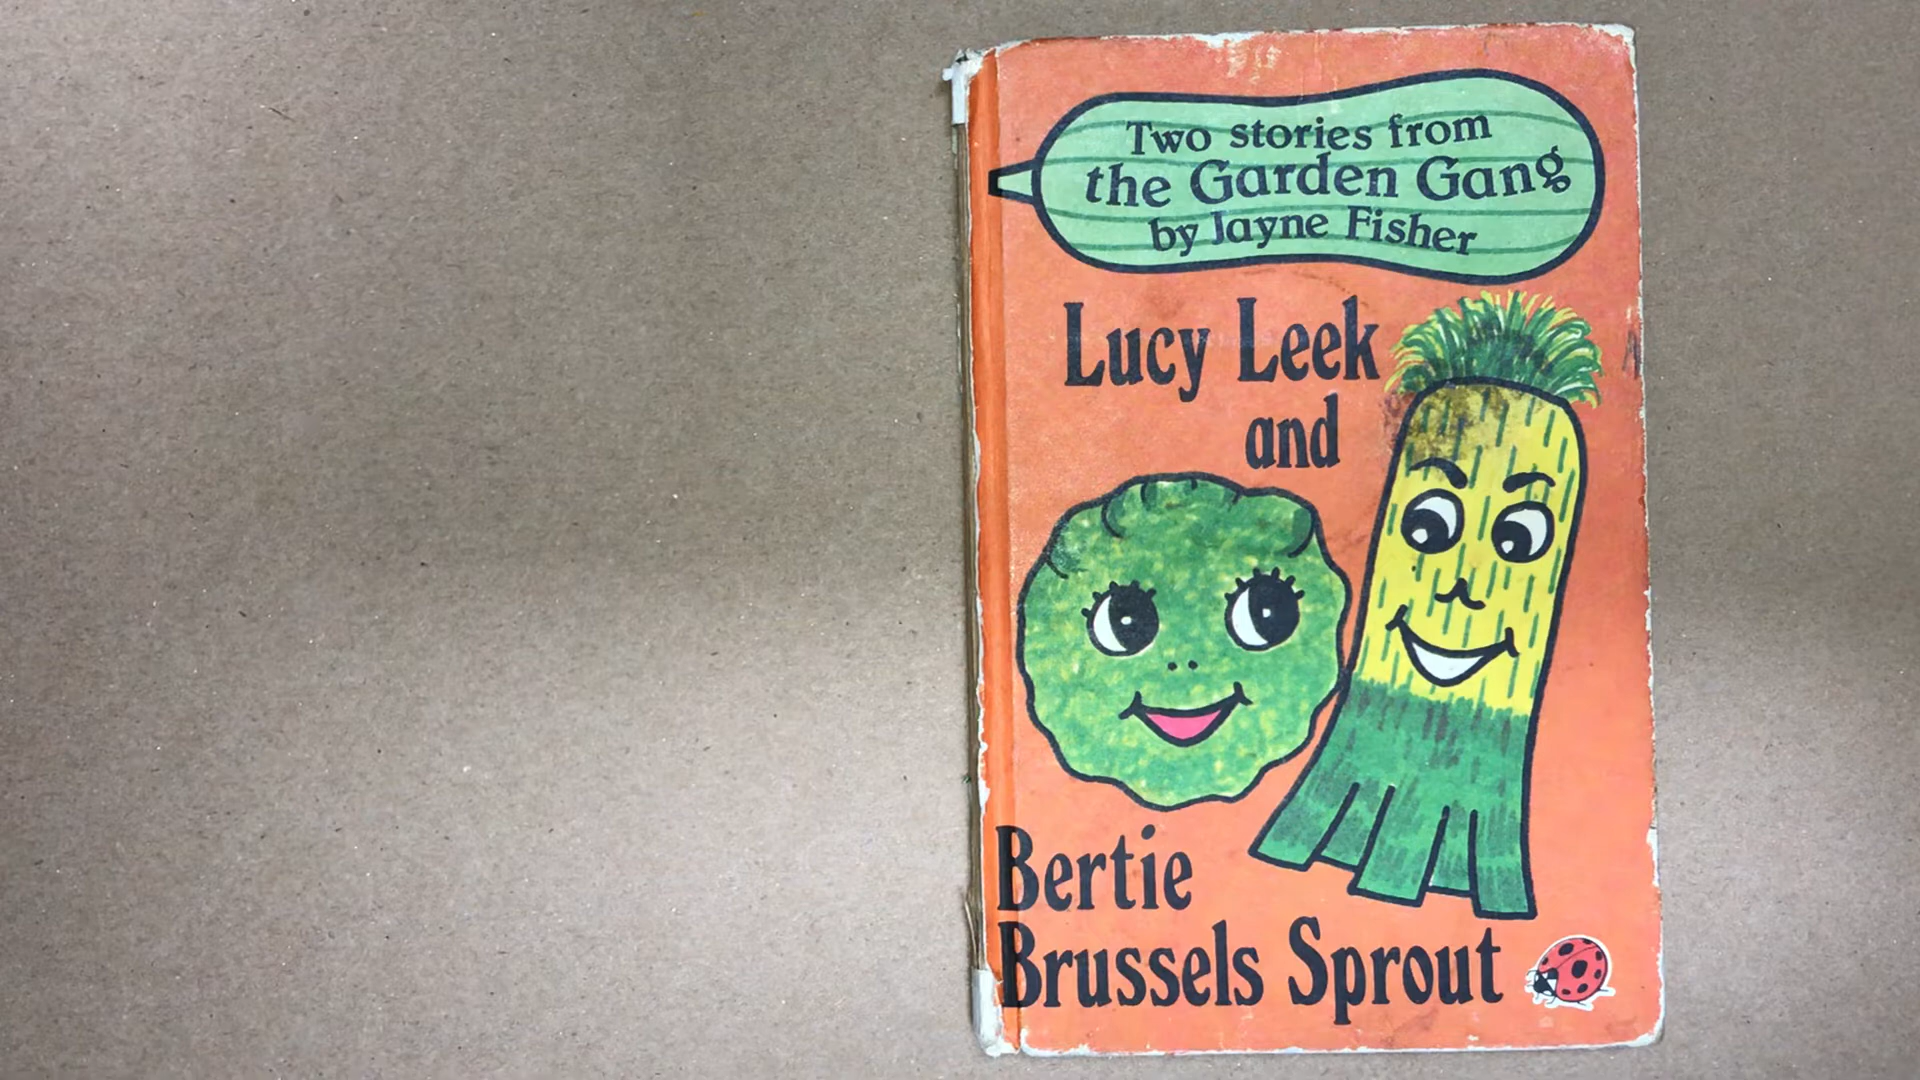 Two stories from
the Garden Gang
by Jayne Fisher
Lucy Leek
and
Bertie
Brussels Sprout